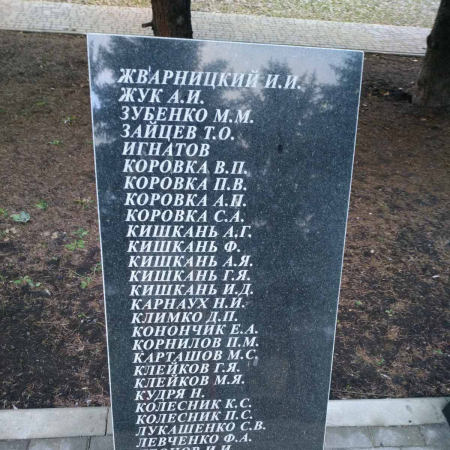 ЖВАРНИЦКИЙ И.И.
ЖУК А.И.
ЗУБЕНКО М.М.
ЗАЙЦЕВ Т.О.
ИГНАТОВ
КОРОВКА В.П.
КОРОВКА П.В.
КОРОВКА А.Н.
КОРОВКА С.А.
КИШКАНЬ А.Г.
КИШКАНЬ Ф.
КИШКАНЬ А.Я.
КИШКАНЬ Г.Я.
КИШКАНЬ И.Д.
КАРНАУХ Н.И.
КЛИМКО Д.П.
КОНОНЧИК Е.А.
КОРНИЛОВ П.М.
КАРТАШОВ М.С.
КЛЕЙКОВ Г.Я.
КЛЕЙКОВ М.Я.
КУДРЯ Н.
КОЛЕСНИК К.С.
КОЛЕСНИК П.С.
ЛУКАШЕНКО С.В.
ЛЕВЧЕНКО Ф.А.